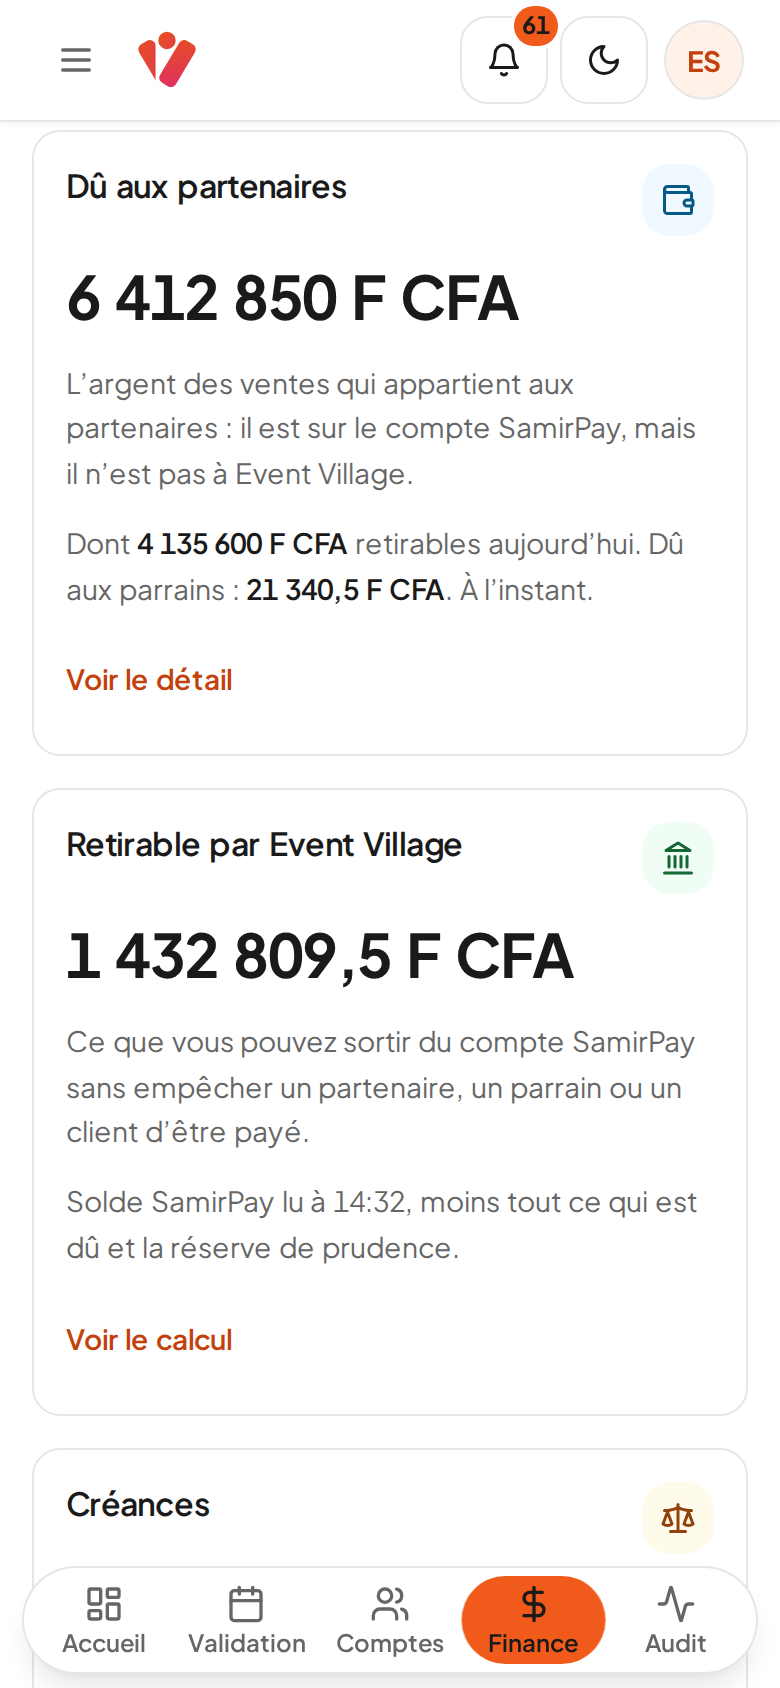 61
ES
Dû aux partenaires
6 412 850 F CFA
L’argent des ventes qui appartient aux
partenaires : il est sur le compte SamirPay, mais
il n’est pas à Event Village.
Dont 4 135 600 F CFA retirables aujourd’hui. Dû
aux parrains : 21 340,5 F CFA. À l’instant.
Voir le détail
Retirable par Event Village
1 432 809,5 F CFA
Ce que vous pouvez sortir du compte SamirPay
sans empêcher un partenaire, un parrain ou un
client d’être payé.
Solde SamirPay lu à 14:32, moins tout ce qui est
dû et la réserve de prudence.
Voir le calcul
Créances
Accueil
Validation
Comptes
Finance
Audit